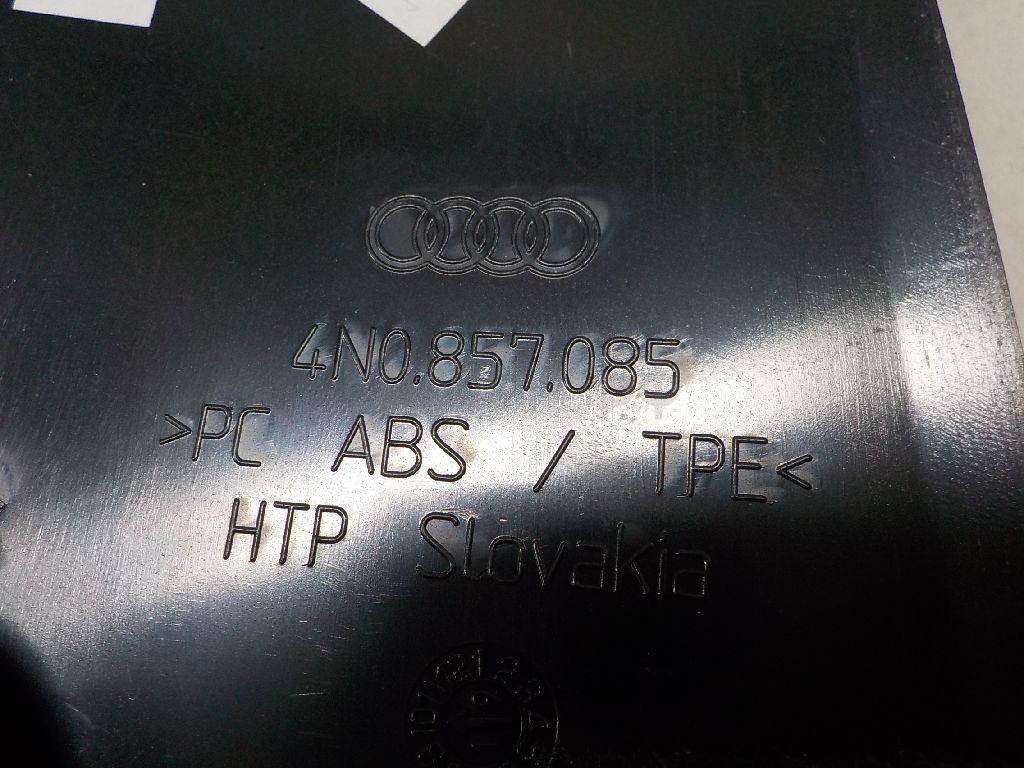 4N0.857.085
>PC ABS / TPE<
HTP Slovakia